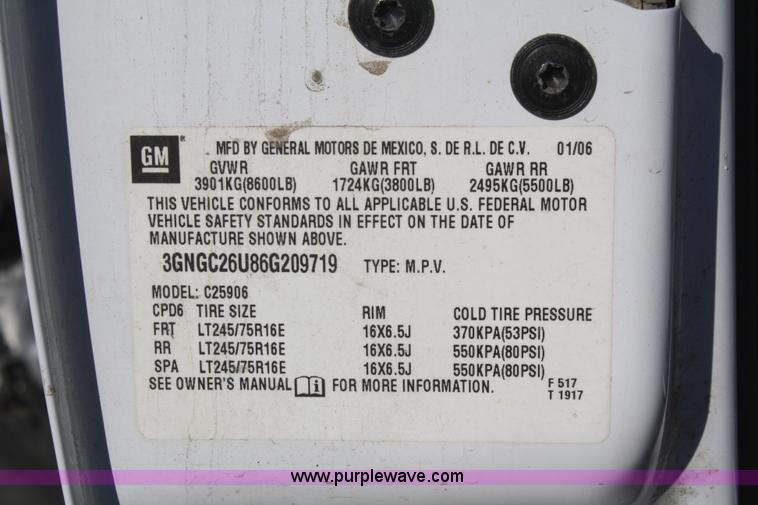 GM
MFD BY GENERAL MOTORS DE MEXICO, S. DE R.L. DE C.V. 01/06
GVWR GAWR FRT GAWR RR
3901KG(8600LB) 1724KG(3800LB) 2495KG(5500LB)
THIS VEHICLE CONFORMS TO ALL APPLICABLE U.S. FEDERAL MOTOR
VEHICLE SAFETY STANDARDS IN EFFECT ON THE DATE OF
MANUFACTURE SHOWN ABOVE.
3GNGC26U86G209719 TYPE: M.P.V.
MODEL: C25906
CPD6 TIRE SIZE RIM COLD TIRE PRESSURE
FRT LT245/75R16E 16X6.5J 370KPA(53PSI)
RR LT245/75R16E 16X6.5J 550KPA(80PSI)
SPA LT245/75R16E 16X6.5J 550KPA(80PSI)
SEE OWNER'S MANUAL FOR MORE INFORMATION. F 517
T 1917
www.purplewave.com